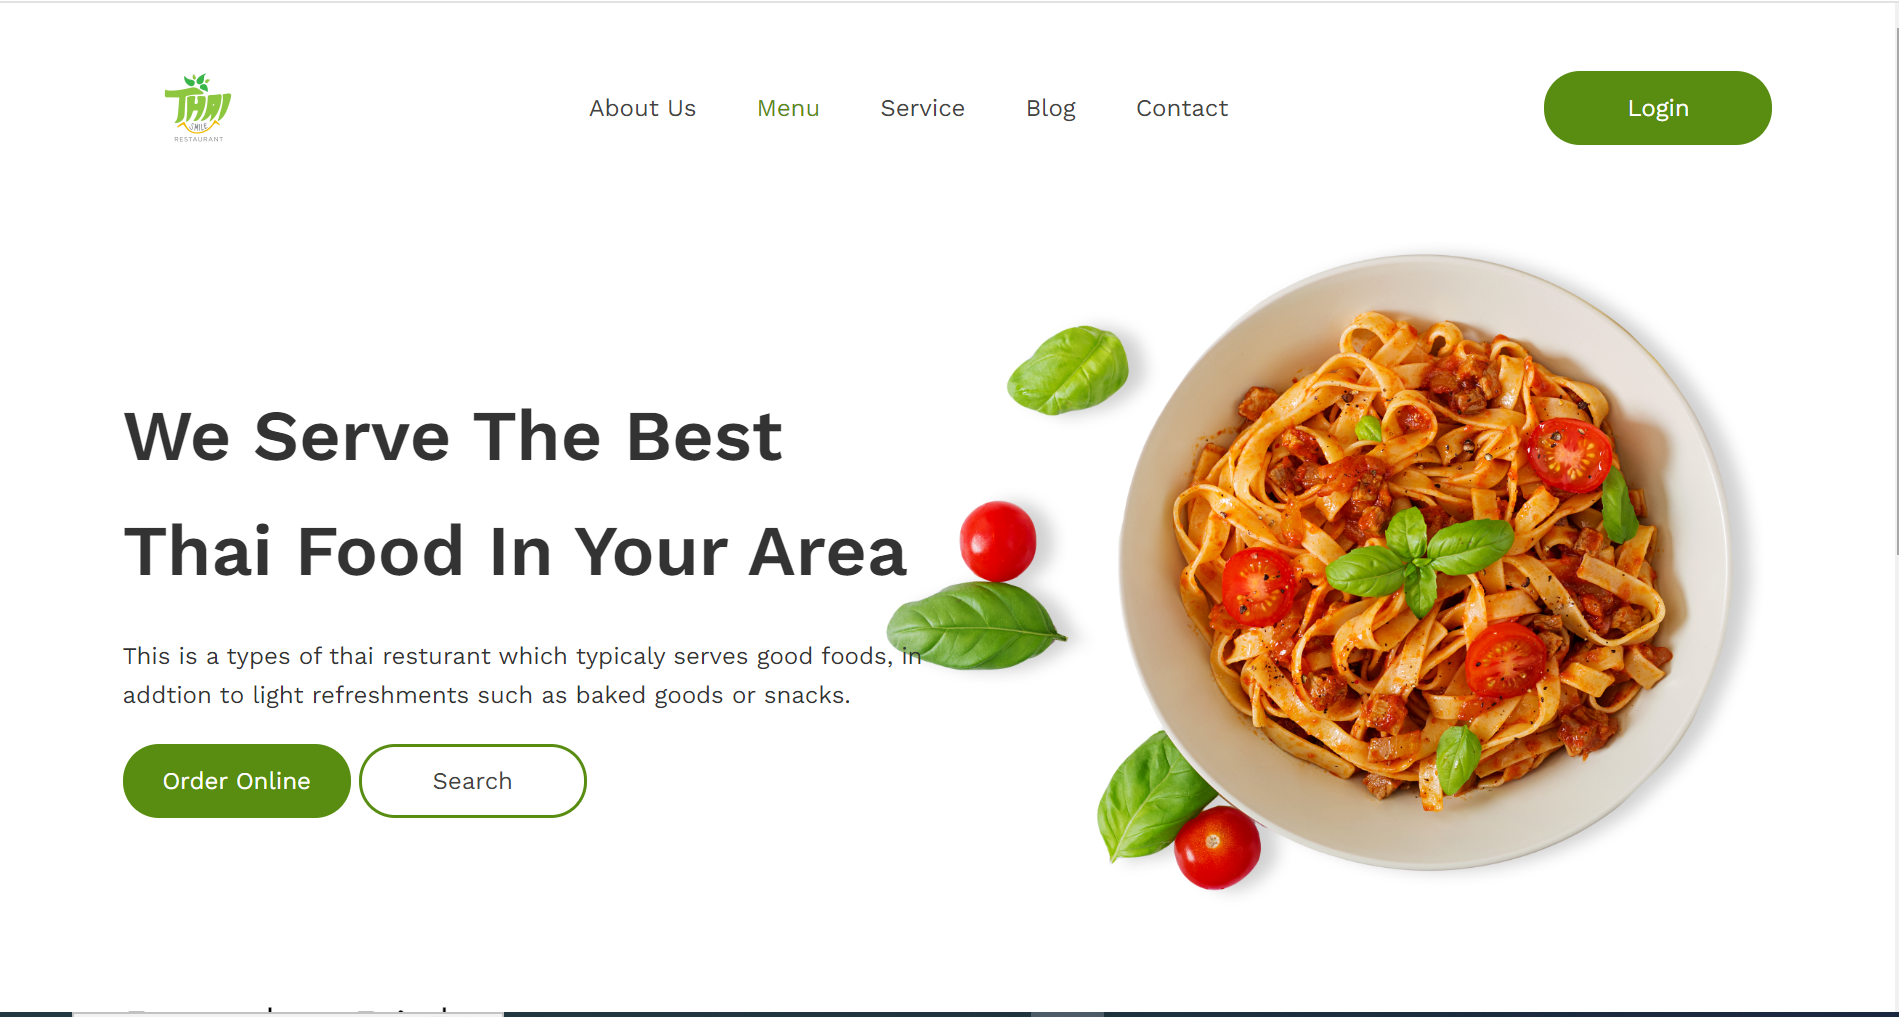 THAI
SMILE
RESTAURANT
About Us
Menu
Service
Blog
Contact
Login
We Serve The Best
Thai Food In Your Area
This is a types of thai resturant which typicaly serves good foods, in
addtion to light refreshments such as baked goods or snacks.
Order Online
Search